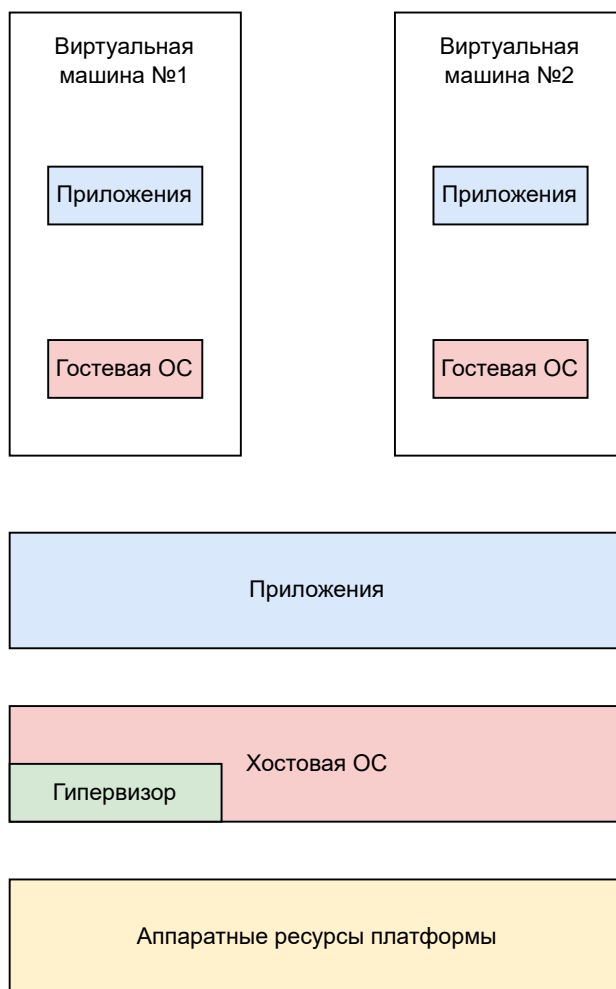 Виртуальная
машина №1
Виртуальная
машина №2
Приложения
Приложения
Гостевая ОС
Гостевая ОС
Приложения
Хостовая ОС
Гипервизор
Аппаратные ресурсы платформы